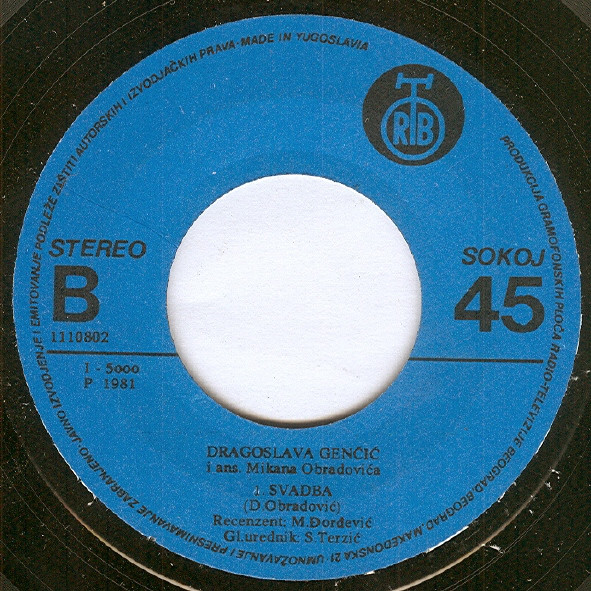 JAVNO IZVOĐENJE I EMITOVANJE PODLEŽE ZAŠTITI AUTORSKIH I IZVOĐAČKIH PRAVA · MADE IN YUGOSLAVIA
RTB
PRODUKCIJA GRAMOFONSKIH PLOČA RADIO-TELEVIZIJE BEOGRAD, BEOGRAD, MAKEDONSKA 21
UMNOŽAVANJE I PRESNIMAVANJE ZABRANJENO
STEREO
B
1110802
I - 5000
P 1981
SOKOJ
45
DRAGOSLAVA GENČIĆ
i ans. Mikana Obradovića
1. SVADBA
(D.Obradović)
Recenzent: M.Đorđević
Gl.urednik: S.Terzić